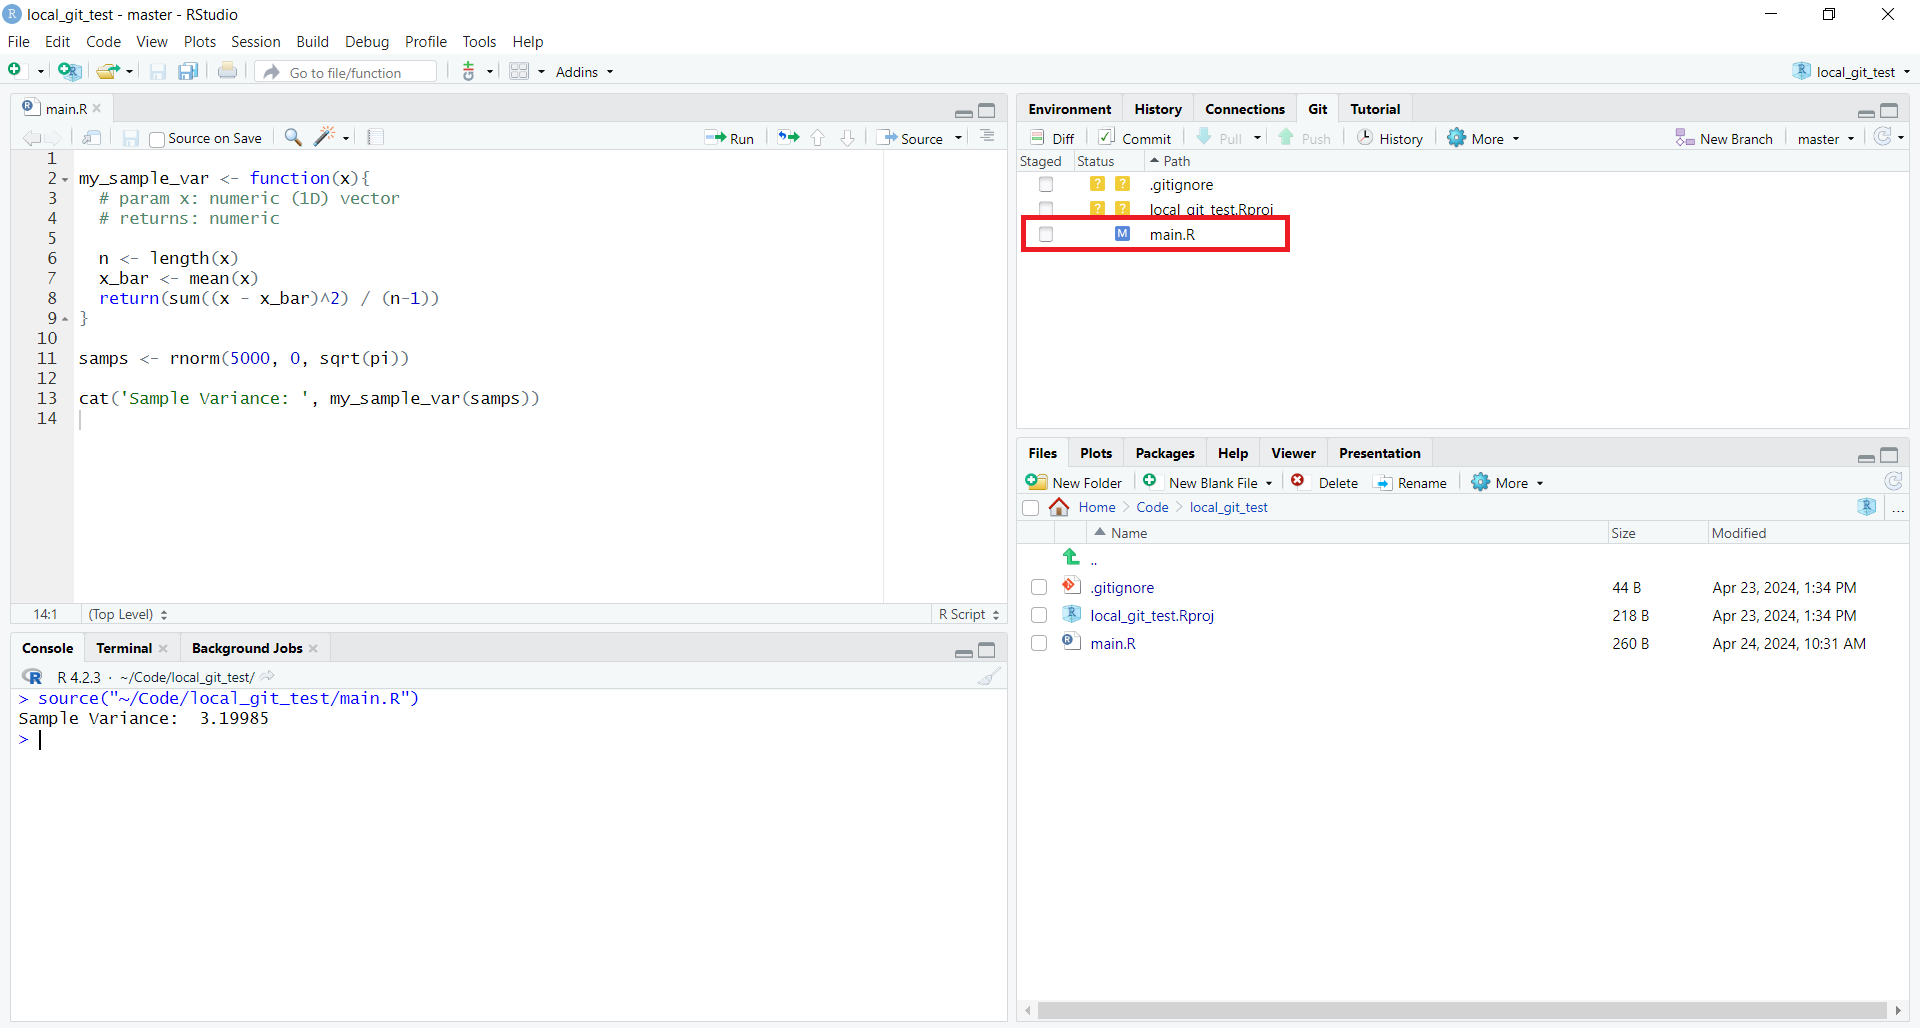 local_git_test - master - RStudio
File Edit Code View Plots Session Build Debug Profile Tools Help
Go to file/function Addins local_git_test
main.R
Source on Save Run Source
1
2 my_sample_var <- function(x){
3 # param x: numeric (1D) vector
4 # returns: numeric
5
6 n <- length(x)
7 x_bar <- mean(x)
8 return(sum((x - x_bar)^2) / (n-1))
9 }
10
11 samps <- rnorm(5000, 0, sqrt(pi))
12
13 cat('Sample Variance: ', my_sample_var(samps))
14
14:1 (Top Level) R Script
Console Terminal Background Jobs
R 4.2.3 · ~/Code/local_git_test/
> source("~/Code/local_git_test/main.R")
Sample Variance:  3.19985
>
Environment History Connections Git Tutorial
Diff Commit Pull Push History More New Branch master
Staged Status Path
? ? .gitignore
? ? local_git_test.Rproj
M main.R
Files Plots Packages Help Viewer Presentation
New Folder New Blank File Delete Rename More
Home Code local_git_test ...
Name Size Modified
..
.gitignore 44 B Apr 23, 2024, 1:34 PM
local_git_test.Rproj 218 B Apr 23, 2024, 1:34 PM
main.R 260 B Apr 24, 2024, 10:31 AM